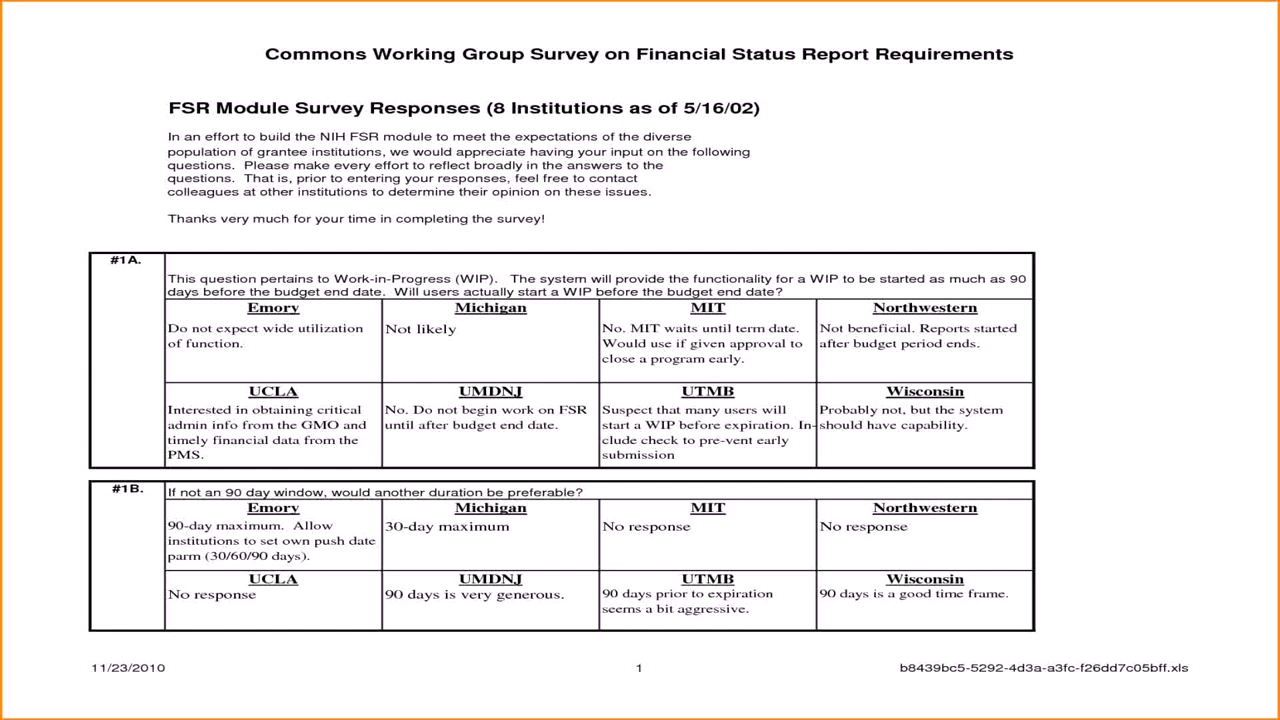 Commons Working Group Survey on Financial Status Report Requirements
FSR Module Survey Responses (8 Institutions as of 5/16/02)
In an effort to build the NIH FSR module to meet the expectations of the diverse
population of grantee institutions, we would appreciate having your input on the following
questions.  Please make every effort to reflect broadly in the answers to the
questions.  That is, prior to entering your responses, feel free to contact
colleagues at other institutions to determine their opinion on these issues.
Thanks very much for your time in completing the survey!
#1A.
This question pertains to Work-in-Progress (WIP).   The system will provide the functionality for a WIP to be started as much as 90
days before the budget end date.  Will users actually start a WIP before the budget end date?
Emory
Do not expect wide utilization
of function.
Michigan
Not likely
MIT
No. MIT waits until term date.
Would use if given approval to
close a program early.
Northwestern
Not beneficial. Reports started
after budget period ends.
UCLA
Interested in obtaining critical
admin info from the GMO and
timely financial data from the
PMS.
UMDNJ
No. Do not begin work on FSR
until after budget end date.
UTMB
Suspect that many users will
start a WIP before expiration. In-
clude check to pre-vent early
submission
Wisconsin
Probably not, but the system
should have capability.
#1B.
If not an 90 day window, would another duration be preferable?
Emory
90-day maximum.  Allow
institutions to set own push date
parm (30/60/90 days).
Michigan
30-day maximum
MIT
No response
Northwestern
No response
UCLA
No response
UMDNJ
90 days is very generous.
UTMB
90 days prior to expiration
seems a bit aggressive.
Wisconsin
90 days is a good time frame.
11/23/2010
1
b8439bc5-5292-4d3a-a3fc-f26dd7c05bff.xls